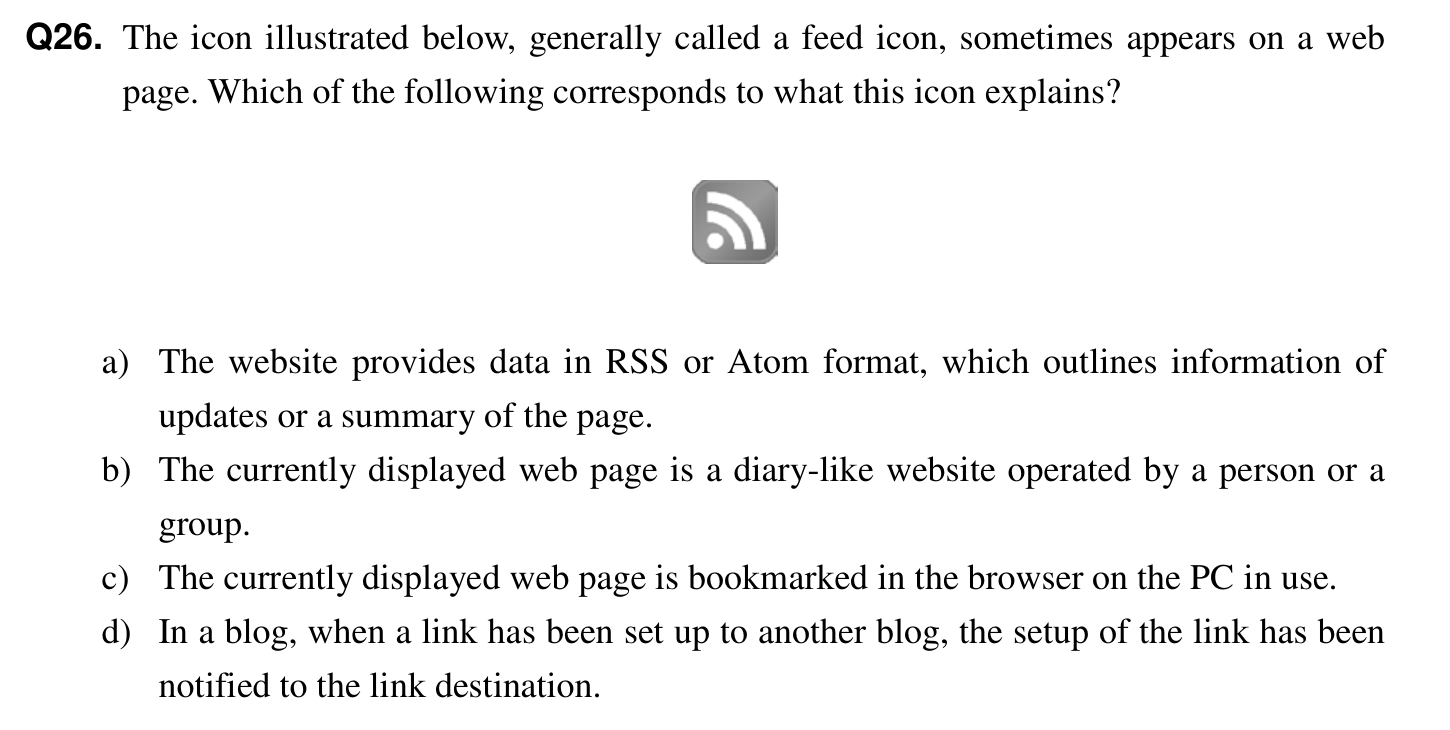 Q26. The icon illustrated below, generally called a feed icon, sometimes appears on a web
page. Which of the following corresponds to what this icon explains?
a) The website provides data in RSS or Atom format, which outlines information of
updates or a summary of the page.
b) The currently displayed web page is a diary-like website operated by a person or a
group.
c) The currently displayed web page is bookmarked in the browser on the PC in use.
d) In a blog, when a link has been set up to another blog, the setup of the link has been
notified to the link destination.